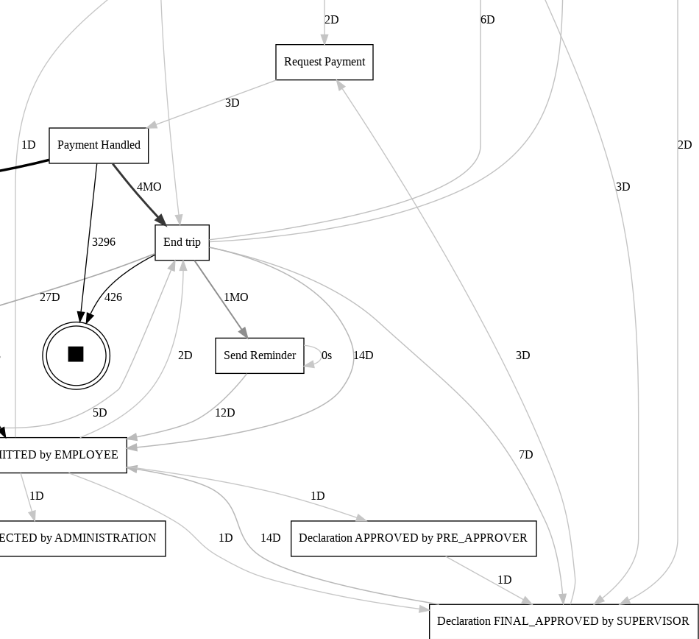 2D
6D
Request Payment
3D
1D
Payment Handled
2D
4MO
3D
End trip
3296
27D
426
1MO
2D
Send Reminder
0s
14D
3D
5D
12D
ITTED by EMPLOYEE
7D
1D
1D
ECTED by ADMINISTRATION
1D
14D
Declaration APPROVED by PRE_APPROVER
1D
Declaration FINAL_APPROVED by SUPERVISOR